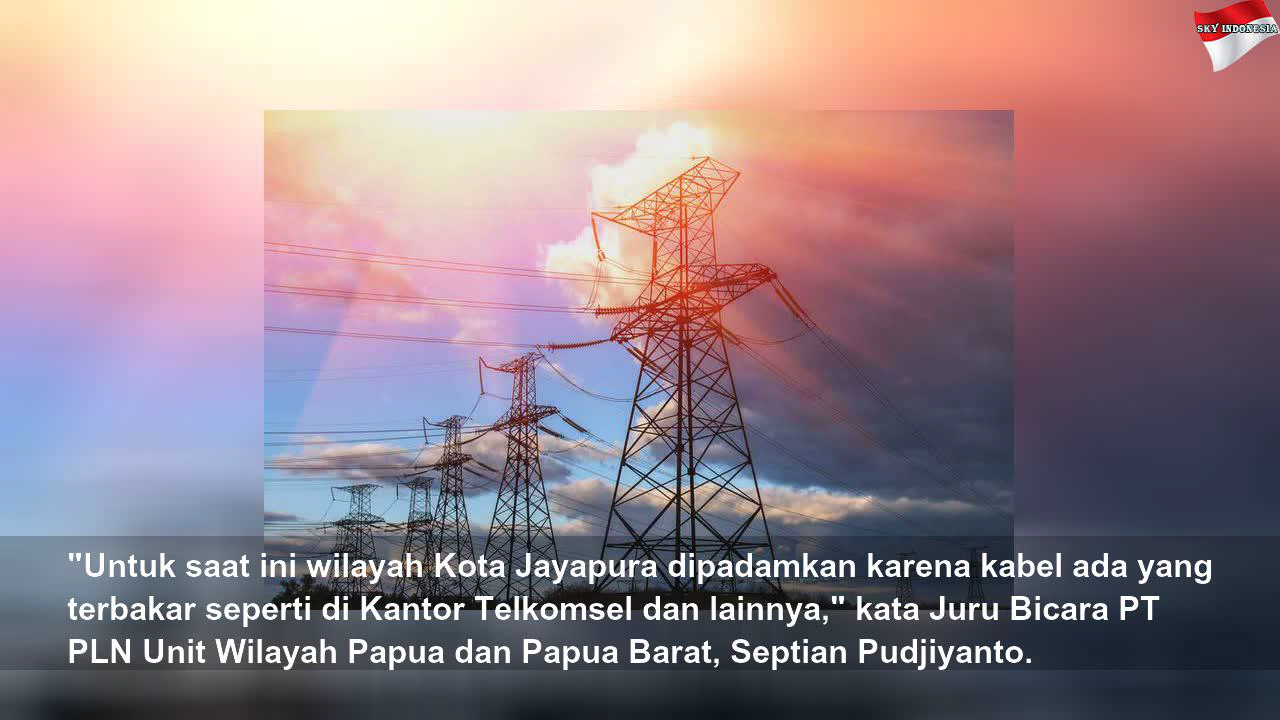 SKY INDONESIA
"Untuk saat ini wilayah Kota Jayapura dipadamkan karena kabel ada yang
terbakar seperti di Kantor Telkomsel dan lainnya," kata Juru Bicara PT
PLN Unit Wilayah Papua dan Papua Barat, Septian Pudjiyanto.